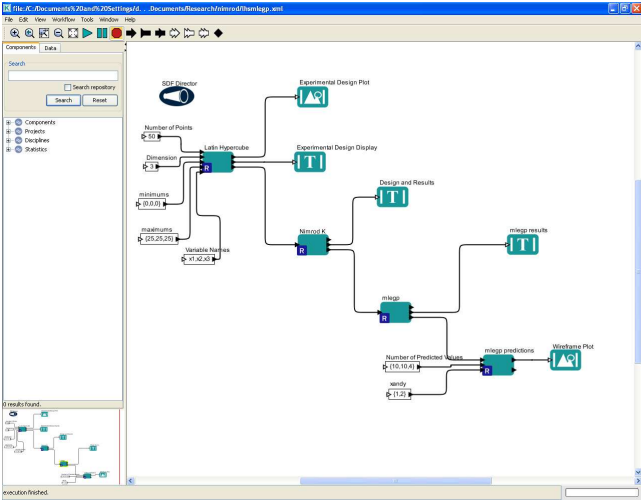 file:/C:/Documents%20and%20Settings/d. . .Documents/Research/nimrod/lhsmlegp.xml
File Edit View Workflow Tools Window Help
Components Data
Search
Search repository
Search Reset
Components
Projects
Disciplines
Statistics
0 results found.
execution finished.
SDF Director
Experimental Design Plot
Number of Points
50
Latin Hypercube
R
Experimental Design Display
T
Dimension
3
Design and Results
T
minimums
{0,0,0}
maximums
{25,25,25}
Nimrod K
R
mlegp results
T
Variable Names
x1,x2,x3
mlegp
R
Number of Predicted Values
{10,10,4}
mlegp predictions
R
Wireframe Plot
xandy
{1,2}